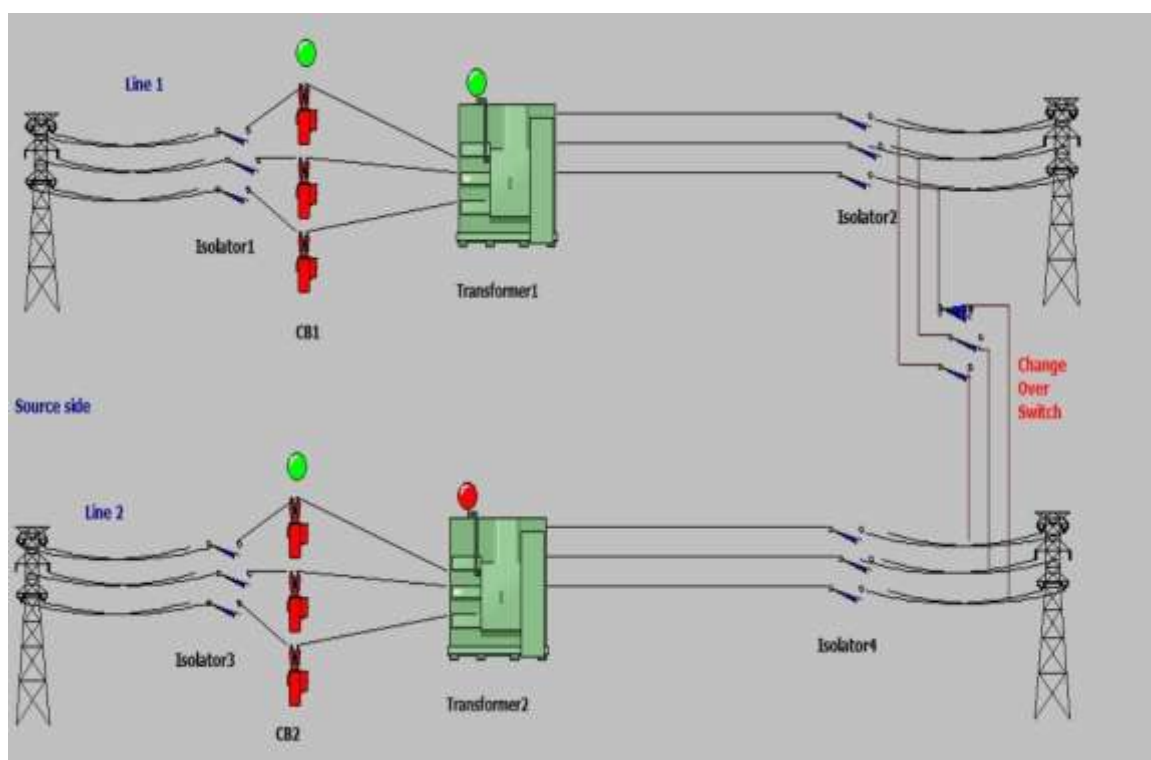 Line 1
Isolator1
CB1
Transformer1
Isolator2
Change
Over
Switch
Source side
Line 2
Isolator3
CB2
Transformer2
Isolator4